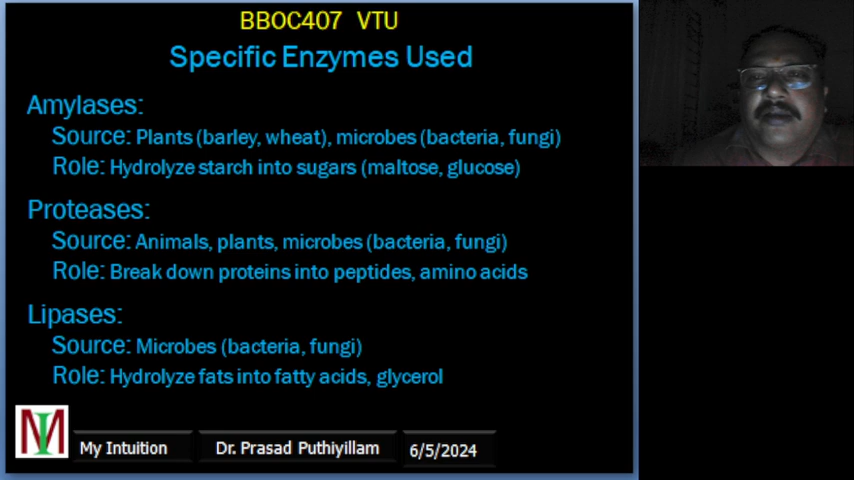 BBOC407 VTU
Specific Enzymes Used
Amylases:
Source: Plants (barley, wheat), microbes (bacteria, fungi)
Role: Hydrolyze starch into sugars (maltose, glucose)
Proteases:
Source: Animals, plants, microbes (bacteria, fungi)
Role: Break down proteins into peptides, amino acids
Lipases:
Source: Microbes (bacteria, fungi)
Role: Hydrolyze fats into fatty acids, glycerol
MI
My Intuition
Dr. Prasad Puthiyillam
6/5/2024